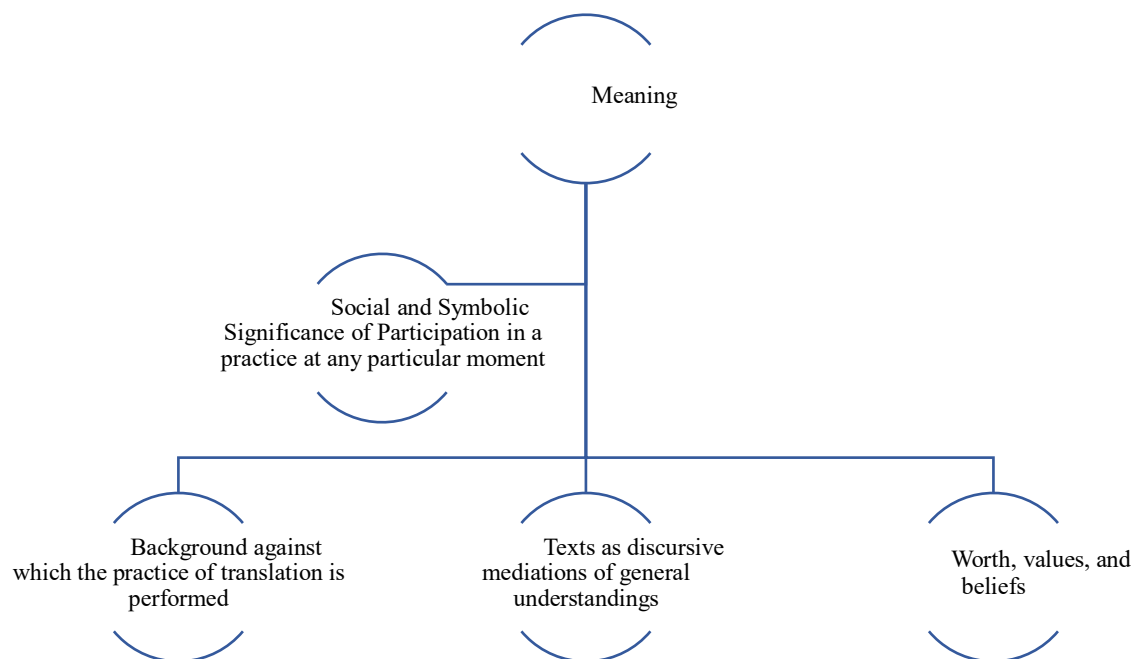 Meaning
Social and Symbolic
Significance of Participation in a
practice at any particular moment
Background against
which the practice of translation is
performed
Texts as discursive
mediations of general
understandings
Worth, values, and
beliefs